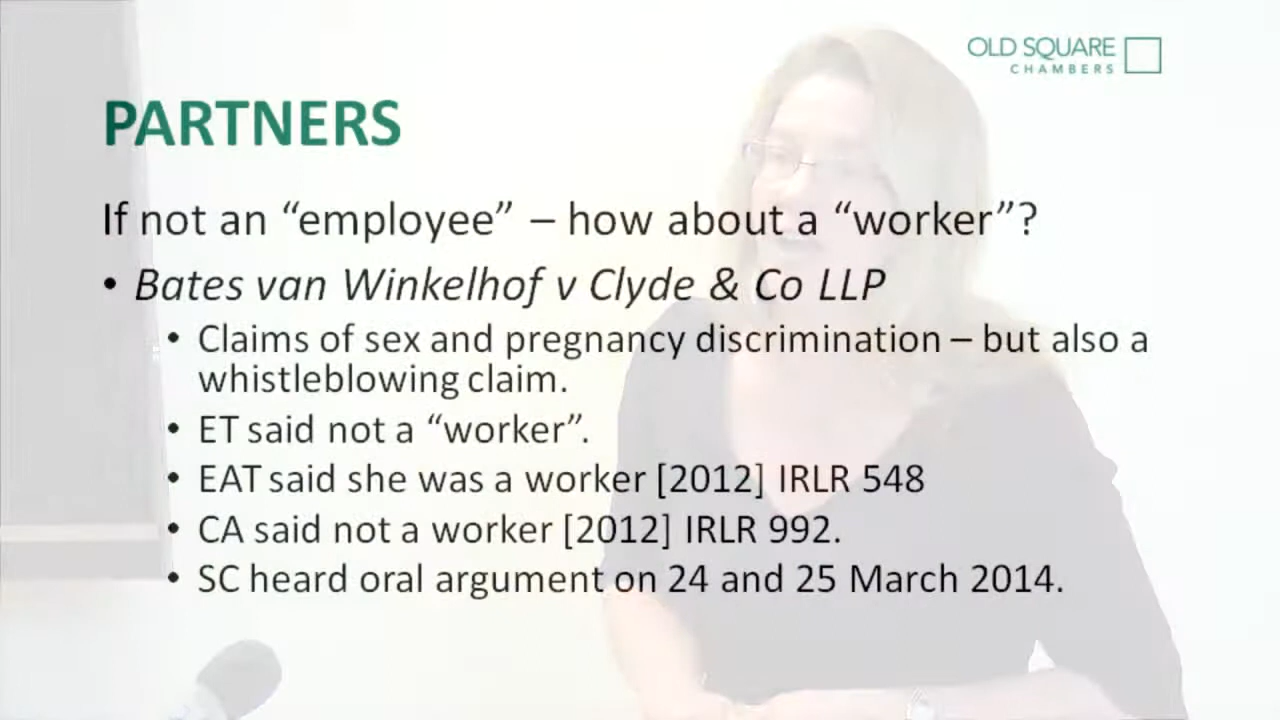 OLD SQUARE
CHAMBERS
PARTNERS
If not an “employee” – how about a “worker”?
• Bates van Winkelhof v Clyde & Co LLP
• Claims of sex and pregnancy discrimination – but also a
whistleblowing claim.
• ET said not a “worker”.
• EAT said she was a worker [2012] IRLR 548
• CA said not a worker [2012] IRLR 992.
• SC heard oral argument on 24 and 25 March 2014.